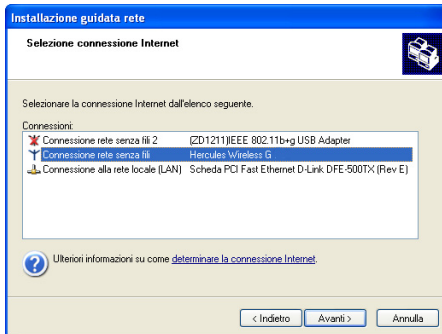 Installazione guidata rete
Selezione connessione Internet
Selezionare la connessione Internet dall'elenco seguente.
Connessioni:
Connessione rete senza fili 2 (ZD1211)IEEE 802.11b+g USB Adapter
Connessione rete senza fili Hercules Wireless G
Connessione alla rete locale (LAN) Scheda PCI Fast Ethernet D-Link DFE-500TX (Rev E)
Ulteriori informazioni su come determinare la connessione Internet.
< Indietro Avanti > Annulla